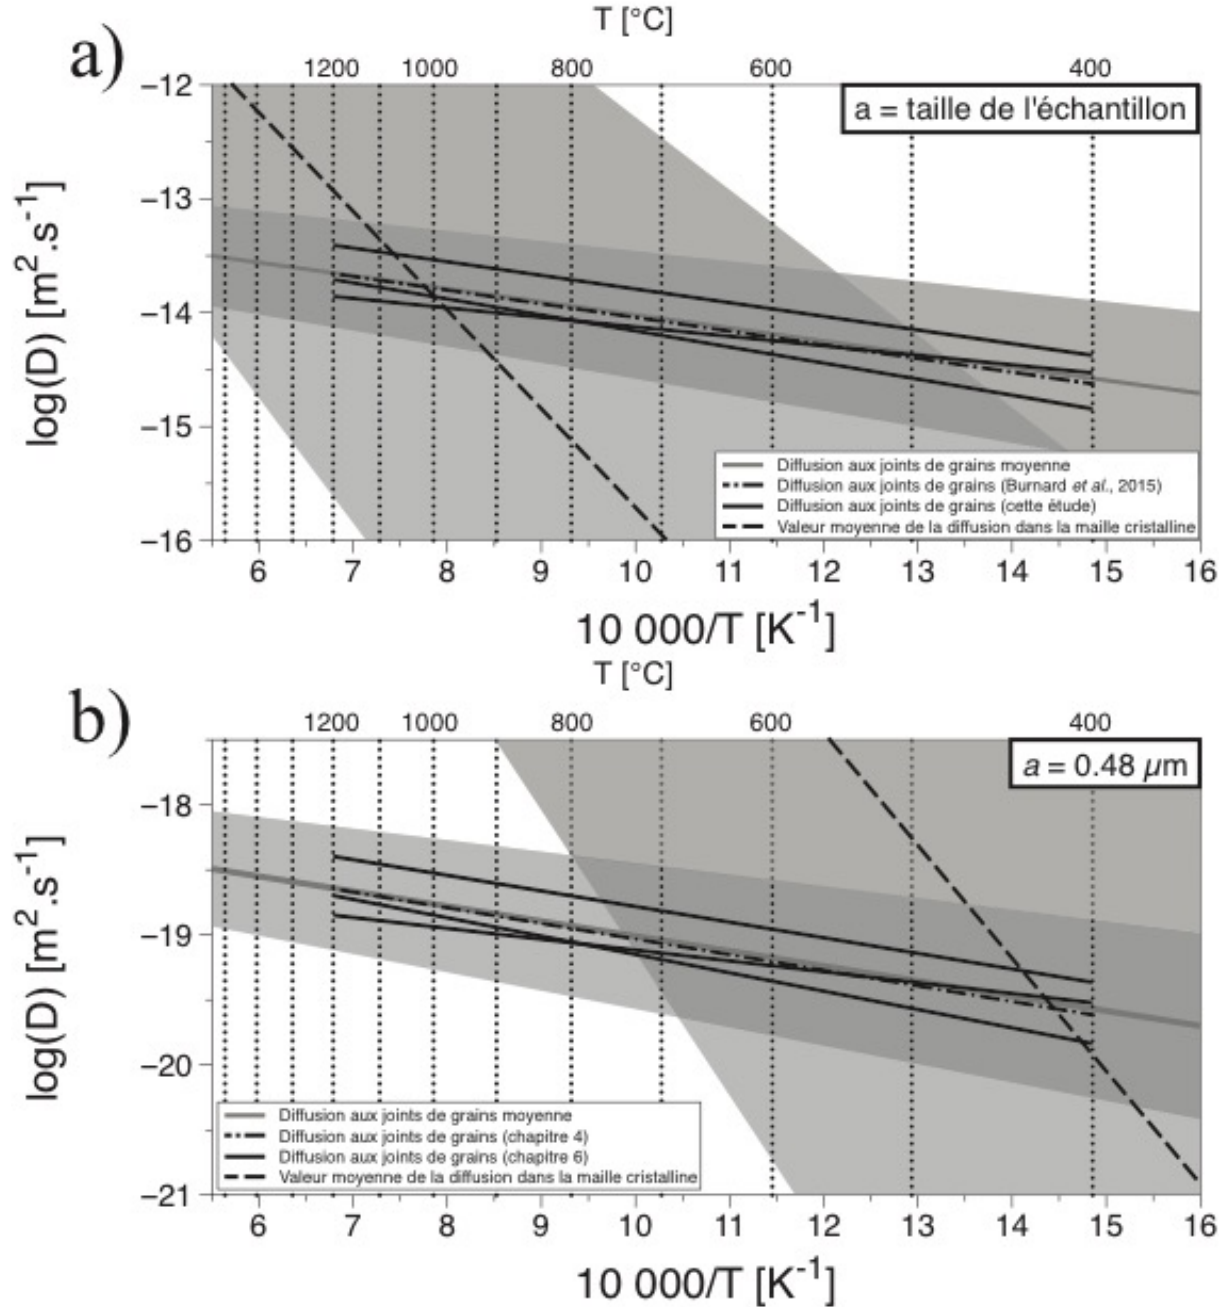 a)
T [°C]
1200 1000 800 600 400
a = taille de l'échantillon
−12
−13
−14
−15
−16
log(D) [m2.s-1]
Diffusion aux joints de grains moyenne
Diffusion aux joints de grains (Burnard et al., 2015)
Diffusion aux joints de grains (cette étude)
Valeur moyenne de la diffusion dans la maille cristalline
6 7 8 9 10 11 12 13 14 15 16
10 000/T [K-1]
b)
T [°C]
1200 1000 800 600 400
a = 0.48 µm
−18
−19
−20
−21
log(D) [m2.s-1]
Diffusion aux joints de grains moyenne
Diffusion aux joints de grains (chapitre 4)
Diffusion aux joints de grains (chapitre 6)
Valeur moyenne de la diffusion dans la maille cristalline
6 7 8 9 10 11 12 13 14 15 16
10 000/T [K-1]